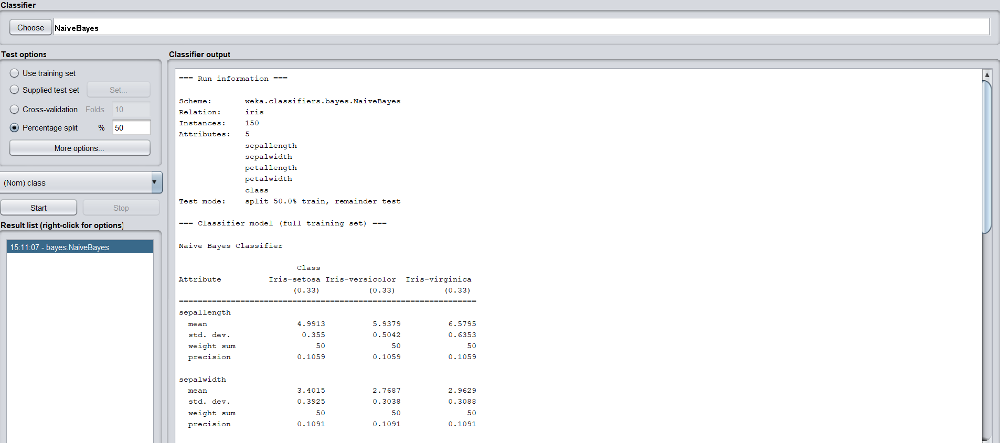 Classifier
Choose NaiveBayes
Test options
Use training set
Supplied test set Set...
Cross-validation Folds 10
Percentage split % 50
More options...
(Nom) class
Start Stop
Result list (right-click for options)
15:11:07 - bayes.NaiveBayes
Classifier output
=== Run information ===
Scheme: weka.classifiers.bayes.NaiveBayes
Relation: iris
Instances: 150
Attributes: 5
sepallength
sepalwidth
petallength
petalwidth
class
Test mode: split 50.0% train, remainder test
=== Classifier model (full training set) ===
Naive Bayes Classifier
Class
Attribute Iris-setosa Iris-versicolor Iris-virginica
(0.33) (0.33) (0.33)
===============================================================
sepallength
mean 4.9913 5.9379 6.5795
std. dev. 0.355 0.5042 0.6353
weight sum 50 50 50
precision 0.1059 0.1059 0.1059
sepalwidth
mean 3.4015 2.7687 2.9629
std. dev. 0.3925 0.3038 0.3088
weight sum 50 50 50
precision 0.1091 0.1091 0.1091